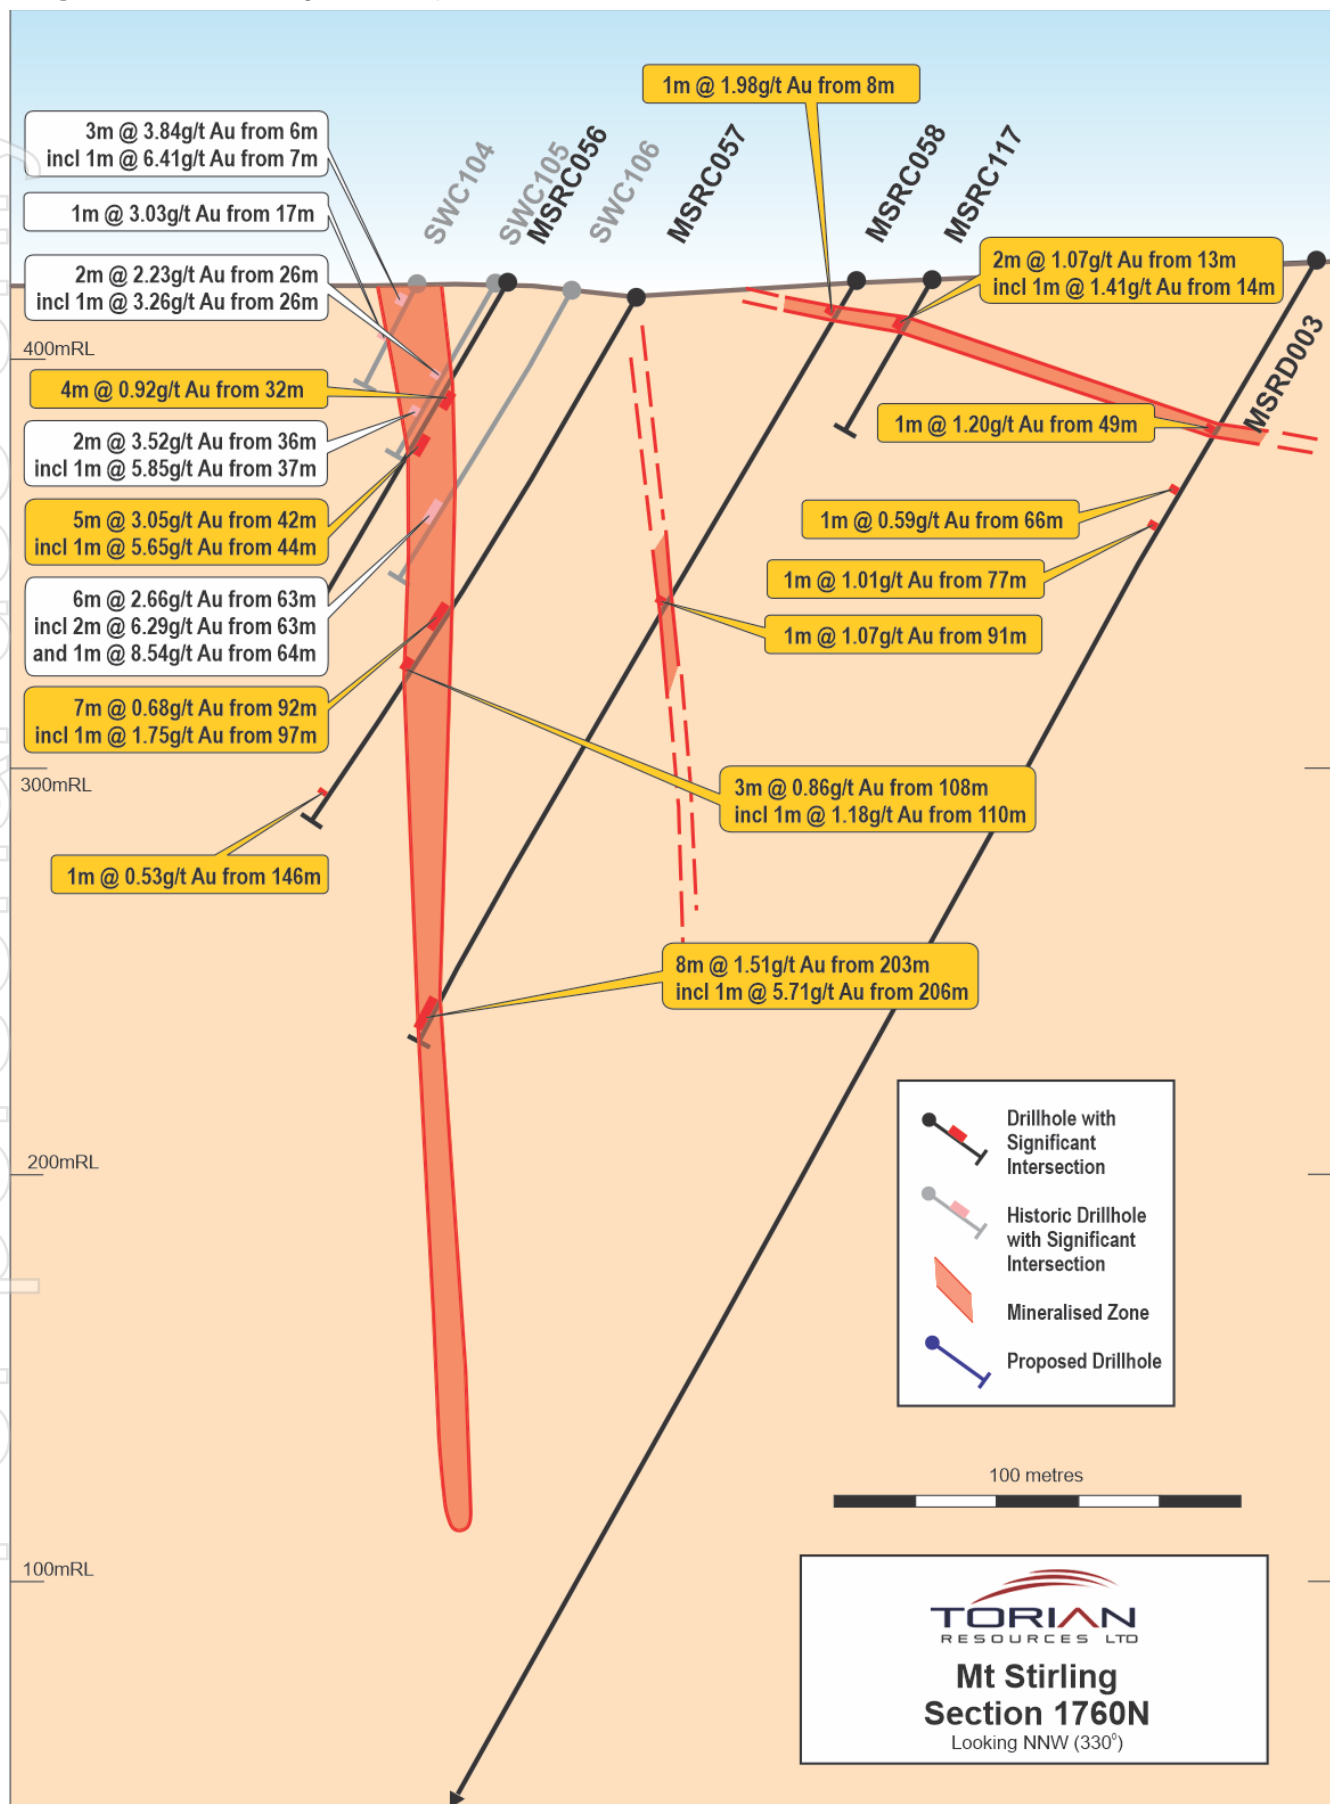 1m @ 1.98g/t Au from 8m
3m @ 3.84g/t Au from 6m
incl 1m @ 6.41g/t Au from 7m
1m @ 3.03g/t Au from 17m
2m @ 2.23g/t Au from 26m
incl 1m @ 3.26g/t Au from 26m
SWC104
SWC105
MSRC056
SWC106
MSRC057
MSRC058
MSRC117
2m @ 1.07g/t Au from 13m
incl 1m @ 1.41g/t Au from 14m
MSRD003
400mRL
4m @ 0.92g/t Au from 32m
1m @ 1.20g/t Au from 49m
2m @ 3.52g/t Au from 36m
incl 1m @ 5.85g/t Au from 37m
5m @ 3.05g/t Au from 42m
incl 1m @ 5.65g/t Au from 44m
1m @ 0.59g/t Au from 66m
1m @ 1.01g/t Au from 77m
6m @ 2.66g/t Au from 63m
incl 2m @ 6.29g/t Au from 63m
and 1m @ 8.54g/t Au from 64m
1m @ 1.07g/t Au from 91m
7m @ 0.68g/t Au from 92m
incl 1m @ 1.75g/t Au from 97m
300mRL
3m @ 0.86g/t Au from 108m
incl 1m @ 1.18g/t Au from 110m
1m @ 0.53g/t Au from 146m
8m @ 1.51g/t Au from 203m
incl 1m @ 5.71g/t Au from 206m
200mRL
Drillhole with
Significant
Intersection
Historic Drillhole
with Significant
Intersection
Mineralised Zone
Proposed Drillhole
100 metres
100mRL
TORIAN
RESOURCES LTD
Mt Stirling
Section 1760N
Looking NNW (330⁰)